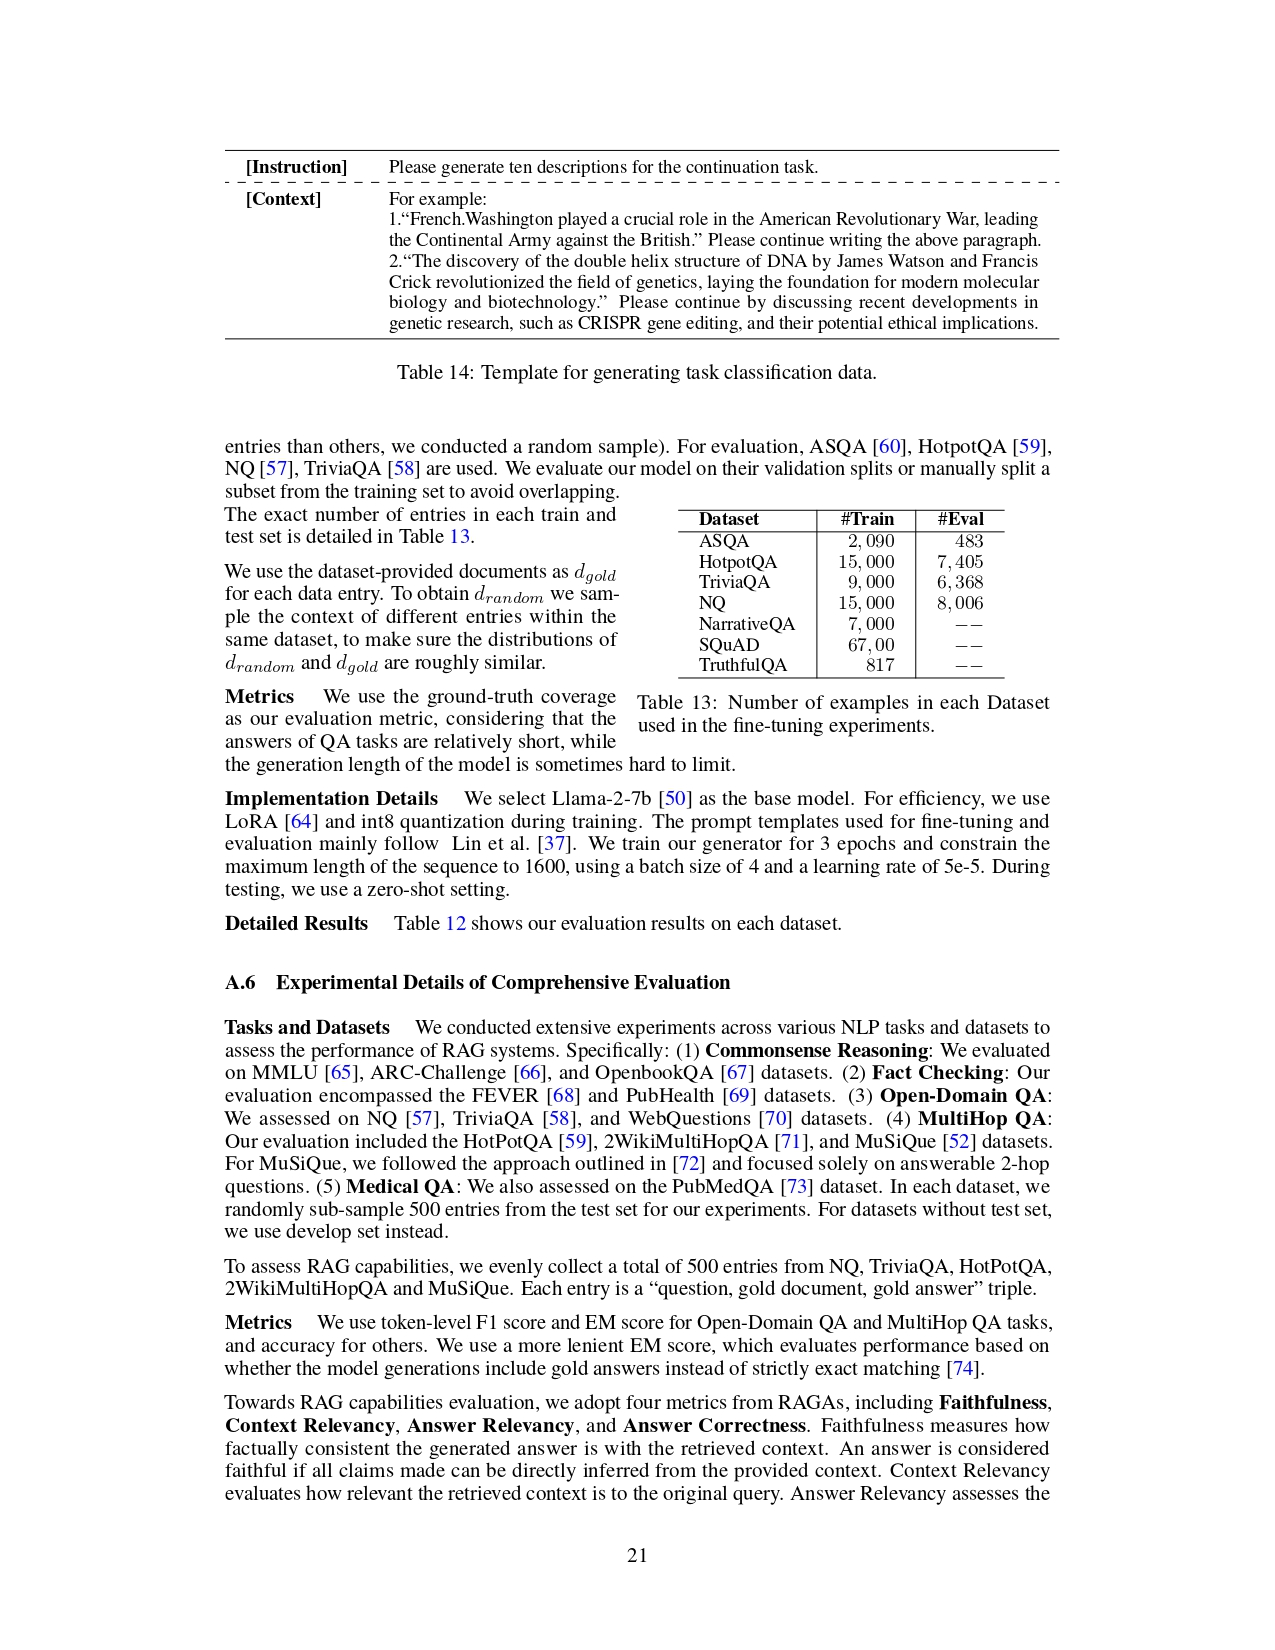 [Instruction] Please generate ten descriptions for the continuation task.
[Context] For example:
1.“French.Washington played a crucial role in the American Revolutionary War, leading
the Continental Army against the British.” Please continue writing the above paragraph.
2.“The discovery of the double helix structure of DNA by James Watson and Francis
Crick revolutionized the field of genetics, laying the foundation for modern molecular
biology and biotechnology.” Please continue by discussing recent developments in
genetic research, such as CRISPR gene editing, and their potential ethical implications.
Table 14: Template for generating task classification data.
entries than others, we conducted a random sample). For evaluation, ASQA [60], HotpotQA [59],
NQ [57], TriviaQA [58] are used. We evaluate our model on their validation splits or manually split a
subset from the training set to avoid overlapping.
The exact number of entries in each train and
test set is detailed in Table 13.
We use the dataset-provided documents as d_gold
for each data entry. To obtain d_random we sam-
ple the context of different entries within the
same dataset, to make sure the distributions of
d_random and d_gold are roughly similar.
Metrics We use the ground-truth coverage
as our evaluation metric, considering that the
answers of QA tasks are relatively short, while
the generation length of the model is sometimes hard to limit.
Dataset #Train #Eval
ASQA 2,090 483
HotpotQA 15,000 7,405
TriviaQA 9,000 6,368
NQ 15,000 8,006
NarrativeQA 7,000 −−
SQuAD 67,00 −−
TruthfulQA 817 −−
Table 13: Number of examples in each Dataset
used in the fine-tuning experiments.
Implementation Details We select Llama-2-7b [50] as the base model. For efficiency, we use
LoRA [64] and int8 quantization during training. The prompt templates used for fine-tuning and
evaluation mainly follow Lin et al. [37]. We train our generator for 3 epochs and constrain the
maximum length of the sequence to 1600, using a batch size of 4 and a learning rate of 5e-5. During
testing, we use a zero-shot setting.
Detailed Results Table 12 shows our evaluation results on each dataset.
A.6 Experimental Details of Comprehensive Evaluation
Tasks and Datasets We conducted extensive experiments across various NLP tasks and datasets to
assess the performance of RAG systems. Specifically: (1) Commonsense Reasoning: We evaluated
on MMLU [65], ARC-Challenge [66], and OpenbookQA [67] datasets. (2) Fact Checking: Our
evaluation encompassed the FEVER [68] and PubHealth [69] datasets. (3) Open-Domain QA:
We assessed on NQ [57], TriviaQA [58], and WebQuestions [70] datasets. (4) MultiHop QA:
Our evaluation included the HotPotQA [59], 2WikiMultiHopQA [71], and MuSiQue [52] datasets.
For MuSiQue, we followed the approach outlined in [72] and focused solely on answerable 2-hop
questions. (5) Medical QA: We also assessed on the PubMedQA [73] dataset. In each dataset, we
randomly sub-sample 500 entries from the test set for our experiments. For datasets without test set,
we use develop set instead.
To assess RAG capabilities, we evenly collect a total of 500 entries from NQ, TriviaQA, HotPotQA,
2WikiMultiHopQA and MuSiQue. Each entry is a “question, gold document, gold answer” triple.
Metrics We use token-level F1 score and EM score for Open-Domain QA and MultiHop QA tasks,
and accuracy for others. We use a more lenient EM score, which evaluates performance based on
whether the model generations include gold answers instead of strictly exact matching [74].
Towards RAG capabilities evaluation, we adopt four metrics from RAGAs, including Faithfulness,
Context Relevancy, Answer Relevancy, and Answer Correctness. Faithfulness measures how
factually consistent the generated answer is with the retrieved context. An answer is considered
faithful if all claims made can be directly inferred from the provided context. Context Relevancy
evaluates how relevant the retrieved context is to the original query. Answer Relevancy assesses the
21